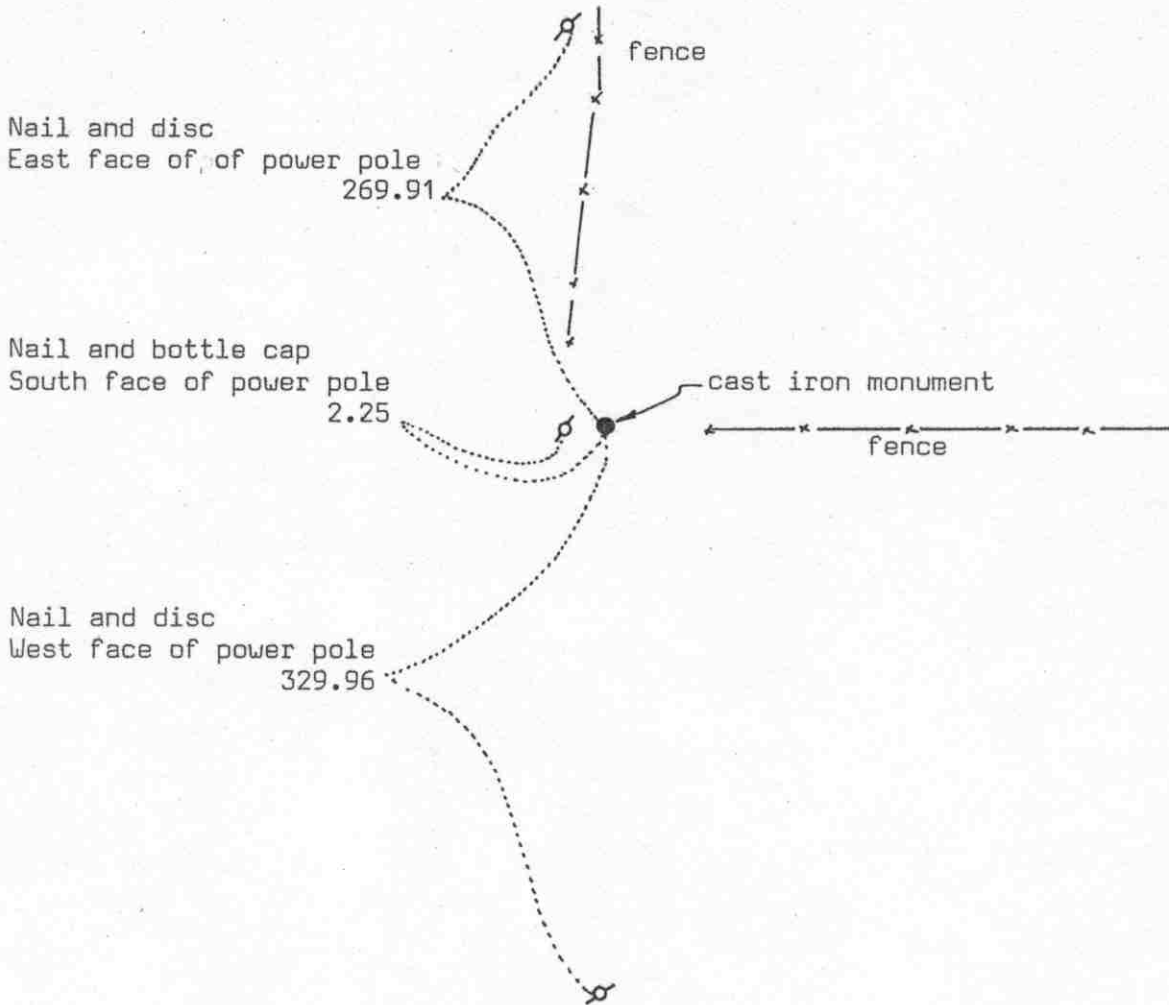 fence
Nail and disc
East face of of power pole
269.91
Nail and bottle cap
South face of power pole
2.25
cast iron monument
fence
Nail and disc
West face of power pole
329.96